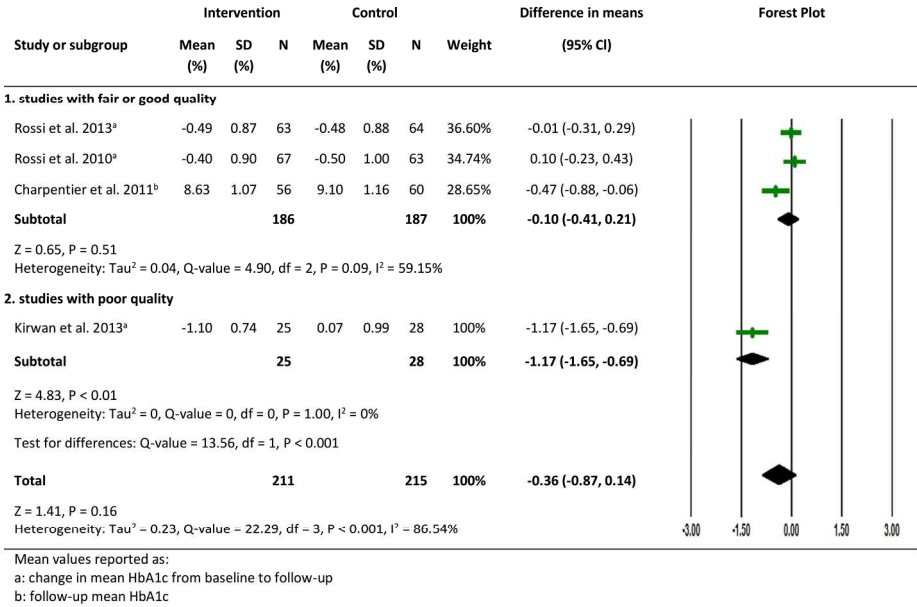 Intervention Control Difference in means Forest Plot
Study or subgroup Mean SD N Mean SD N Weight (95% CI)
(%) (%) (%) (%)
1. studies with fair or good quality
Rossi et al. 2013ᵃ -0.49 0.87 63 -0.48 0.88 64 36.60% -0.01 (-0.31, 0.29)
Rossi et al. 2010ᵃ -0.40 0.90 67 -0.50 1.00 63 34.74% 0.10 (-0.23, 0.43)
Charpentier et al. 2011ᵇ 8.63 1.07 56 9.10 1.16 60 28.65% -0.47 (-0.88, -0.06)
Subtotal 186 187 100% -0.10 (-0.41, 0.21)
Z = 0.65, P = 0.51
Heterogeneity: Tau² = 0.04, Q-value = 4.90, df = 2, P = 0.09, I² = 59.15%
2. studies with poor quality
Kirwan et al. 2013ᵃ -1.10 0.74 25 0.07 0.99 28 100% -1.17 (-1.65, -0.69)
Subtotal 25 28 100% -1.17 (-1.65, -0.69)
Z = 4.83, P < 0.01
Heterogeneity: Tau² = 0, Q-value = 0, df = 0, P = 1.00, I² = 0%
Test for differences: Q-value = 13.56, df = 1, P < 0.001
Total 211 215 100% -0.36 (-0.87, 0.14)
Z = 1.41, P = 0.16
Heterogeneity: Tau² = 0.23, Q-value = 22.29, df = 3, P < 0.001, I² = 86.54%
-3.00 -1.50 0.00 1.50 3.00
Mean values reported as:
a: change in mean HbA1c from baseline to follow-up
b: follow-up mean HbA1c